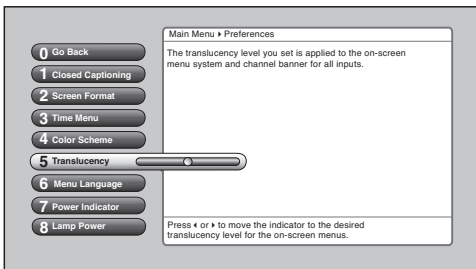 Main Menu ▸ Preferences
0 Go Back
1 Closed Captioning
2 Screen Format
3 Time Menu
4 Color Scheme
5 Translucency
6 Menu Language
7 Power Indicator
8 Lamp Power
The translucency level you set is applied to the on-screen
menu system and channel banner for all inputs.
Press ◂ or ▸ to move the indicator to the desired
translucency level for the on-screen menus.